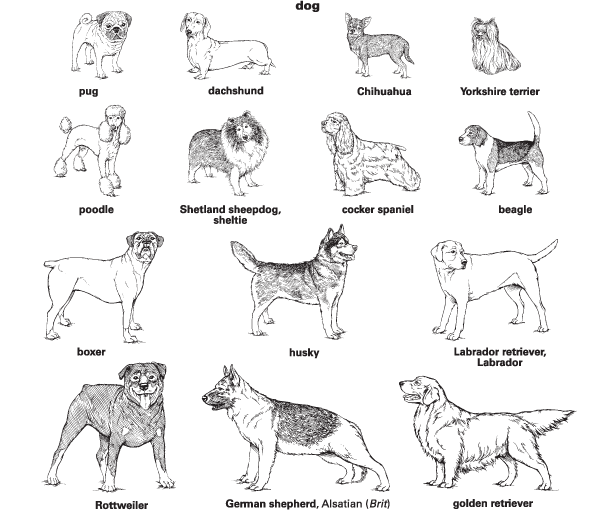 dog
pug
dachshund
Chihuahua
Yorkshire terrier
poodle
Shetland sheepdog,
sheltie
cocker spaniel
beagle
boxer
husky
Labrador retriever,
Labrador
Rottweiler
German shepherd, Alsatian (Brit)
golden retriever